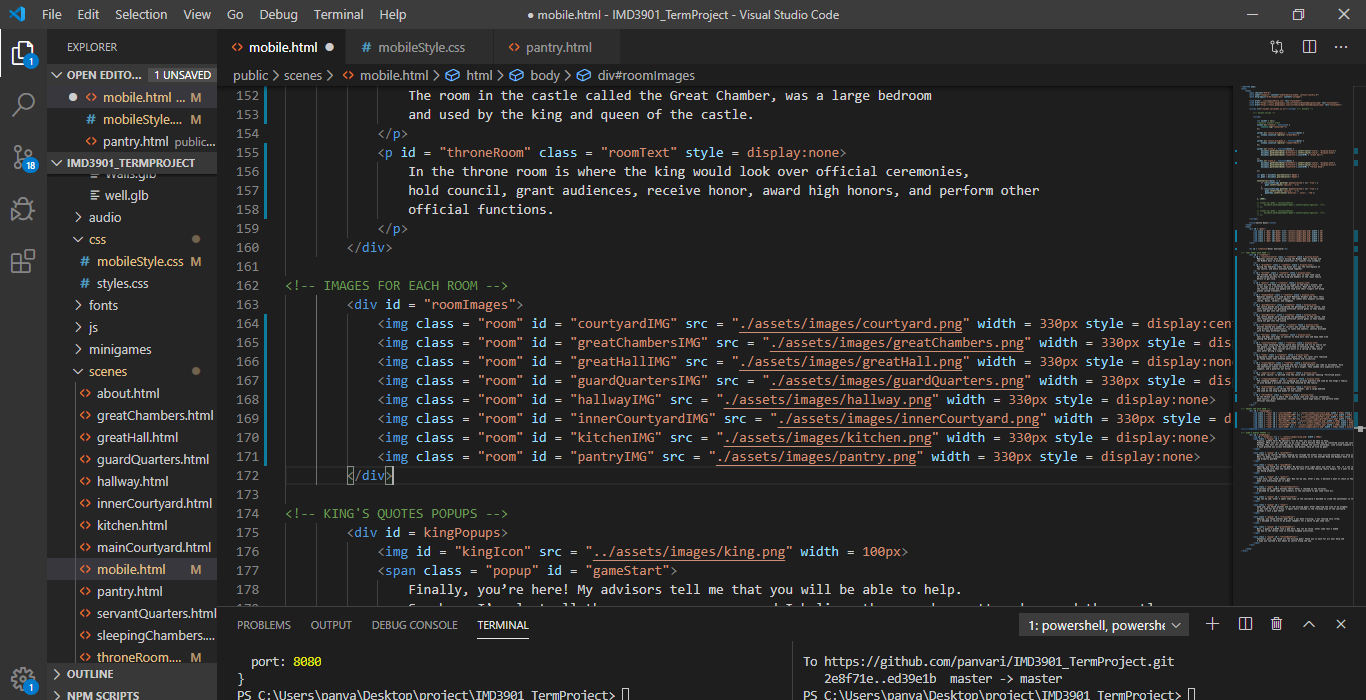 File Edit Selection View Go Debug Terminal Help
● mobile.html - IMD3901_TermProject - Visual Studio Code
EXPLORER
OPEN EDITO... 1 UNSAVED
mobile.html ... M
mobileStyle.... M
pantry.html public...
IMD3901_TERMPROJECT
Walls.glb
well.glb
audio
css
mobileStyle.css M
styles.css
fonts
js
minigames
scenes
about.html
greatChambers.html
greatHall.html
guardQuarters.html
hallway.html
innerCourtyard.html
kitchen.html
mainCourtyard.html
mobile.html M
pantry.html
servantQuarters.html
sleepingChambers....
throneRoom.... M
OUTLINE
NPM SCRIPTS
1
18
1
mobile.html ● mobileStyle.css pantry.html
public > scenes > mobile.html > html > body > div#roomImages
152 The room in the castle called the Great Chamber, was a large bedroom
153 and used by the king and queen of the castle.
154 </p>
155 <p id = "throneRoom" class = "roomText" style = display:none>
156 In the throne room is where the king would look over official ceremonies,
157 hold council, grant audiences, receive honor, award high honors, and perform other
158 official functions.
159 </p>
160 </div>
161
162 <!-- IMAGES FOR EACH ROOM -->
163 <div id = "roomImages">
164 <img class = "room" id = "courtyardIMG" src = "./assets/images/courtyard.png" width = 330px style = display:cen
165 <img class = "room" id = "greatChambersIMG" src = "./assets/images/greatChambers.png" width = 330px style = dis
166 <img class = "room" id = "greatHallIMG" src = "./assets/images/greatHall.png" width = 330px style = display:none
167 <img class = "room" id = "guardQuartersIMG" src = "./assets/images/guardQuarters.png" width = 330px style = dis
168 <img class = "room" id = "hallwayIMG" src = "./assets/images/hallway.png" width = 330px style = display:none>
169 <img class = "room" id = "innerCourtyardIMG" src = "./assets/images/innerCourtyard.png" width = 330px style = d
170 <img class = "room" id = "kitchenIMG" src = "./assets/images/kitchen.png" width = 330px style = display:none>
171 <img class = "room" id = "pantryIMG" src = "./assets/images/pantry.png" width = 330px style = display:none>
172 </div>
173
174 <!-- KING'S QUOTES POPUPS -->
175 <div id = kingPopups>
176 <img id = "kingIcon" src = "../assets/images/king.png" width = 100px>
177 <span class = "popup" id = "gameStart">
178 Finally, you’re here! My advisors tell me that you will be able to help.
PROBLEMS OUTPUT DEBUG CONSOLE TERMINAL
1: powershell, powershe
port: 8080
}
PS C:\Users\panya\Desktop\project\IMD3901_TermProject>
To https://github.com/panvari/IMD3901_TermProject.git
2e8f71e..ed39e1b master -> master
PS C:\Users\panya\Desktop\project\IMD3901_TermProject>